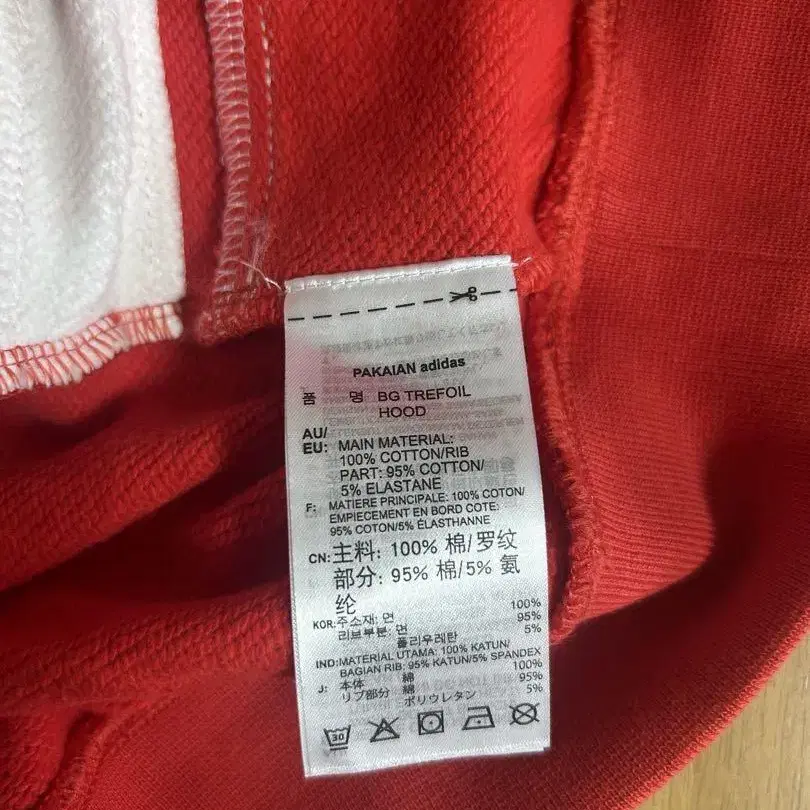 PAKAIAN adidas
품 명 BG TREFOIL
HOOD
AU/
EU: MAIN MATERIAL:
100% COTTON/RIB
PART: 95% COTTON/
5% ELASTANE
F: MATIERE PRINCIPALE: 100% COTON/
EMPIECEMENT EN BORD COTE:
95% COTON/5% ÉLASTHANNE
CN: 主料: 100% 棉/罗纹
部分: 95% 棉/5% 氨
纶
KOR: 주소재: 면 100%
리브부분: 면 95%
폴리우레탄 5%
IND: MATERIAL UTAMA: 100% KATUN/
BAGIAN RIB: 95% KATUN/5% SPANDEX
J: 本体 綿 100%
リブ部分 綿 95%
ポリウレタン 5%
30